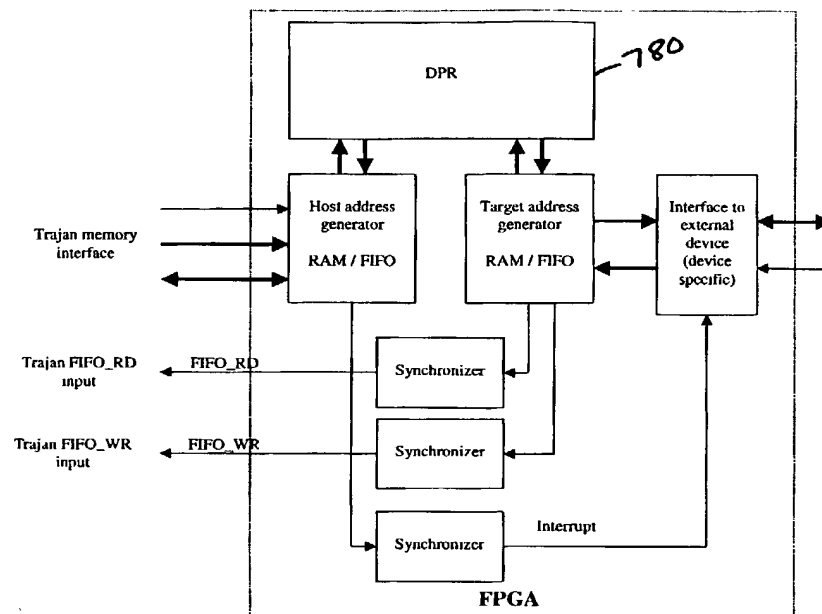 780
DPR
Host address
generator
RAM / FIFO
Target address
generator
RAM / FIFO
Interface to
external
device
(device
specific)
Trajan memory
interface
Trajan FIFO_RD
input
FIFO_RD
Synchronizer
Trajan FIFO_WR
input
FIFO_WR
Synchronizer
Synchronizer
Interrupt
FPGA